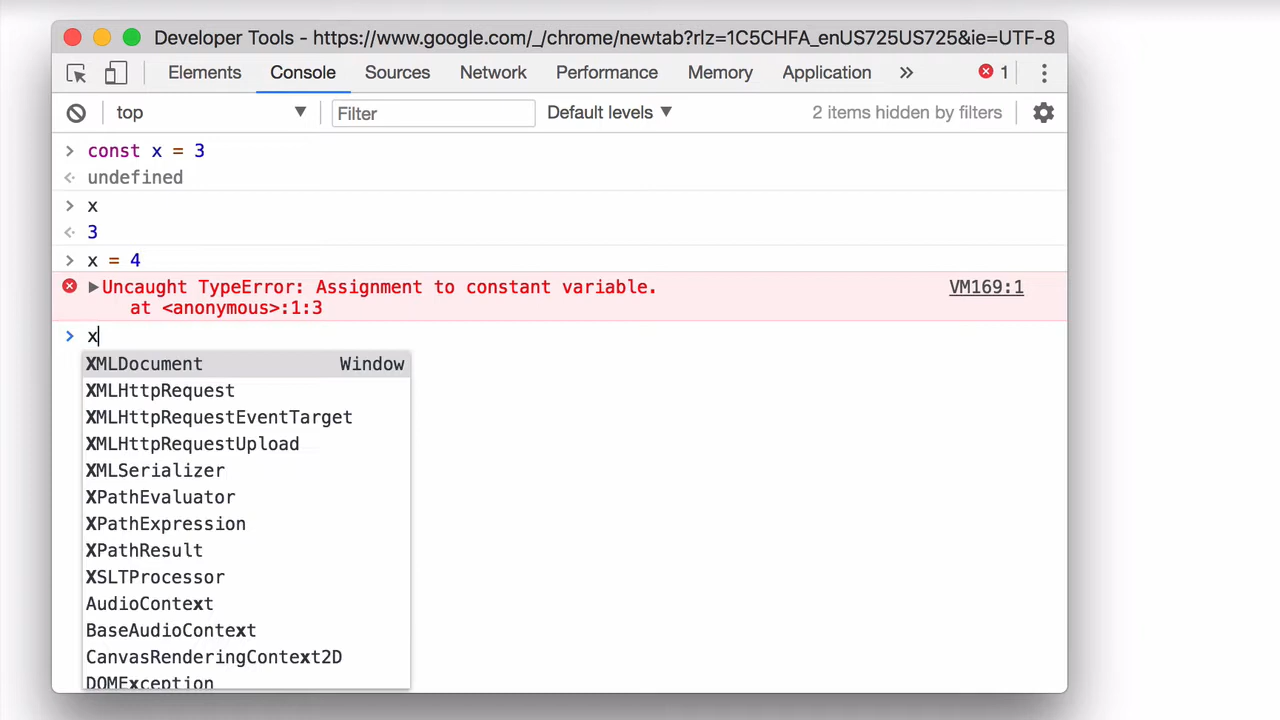 Developer Tools - https://www.google.com/_/chrome/newtab?rlz=1C5CHFA_enUS725US725&ie=UTF-8
Elements Console Sources Network Performance Memory Application » 1
top Filter Default levels 2 items hidden by filters
> const x = 3
undefined
> x
3
> x = 4
Uncaught TypeError: Assignment to constant variable. VM169:1
at <anonymous>:1:3
> x
XMLDocument Window
XMLHttpRequest
XMLHttpRequestEventTarget
XMLHttpRequestUpload
XMLSerializer
XPathEvaluator
XPathExpression
XPathResult
XSLTProcessor
AudioContext
BaseAudioContext
CanvasRenderingContext2D
DOMException